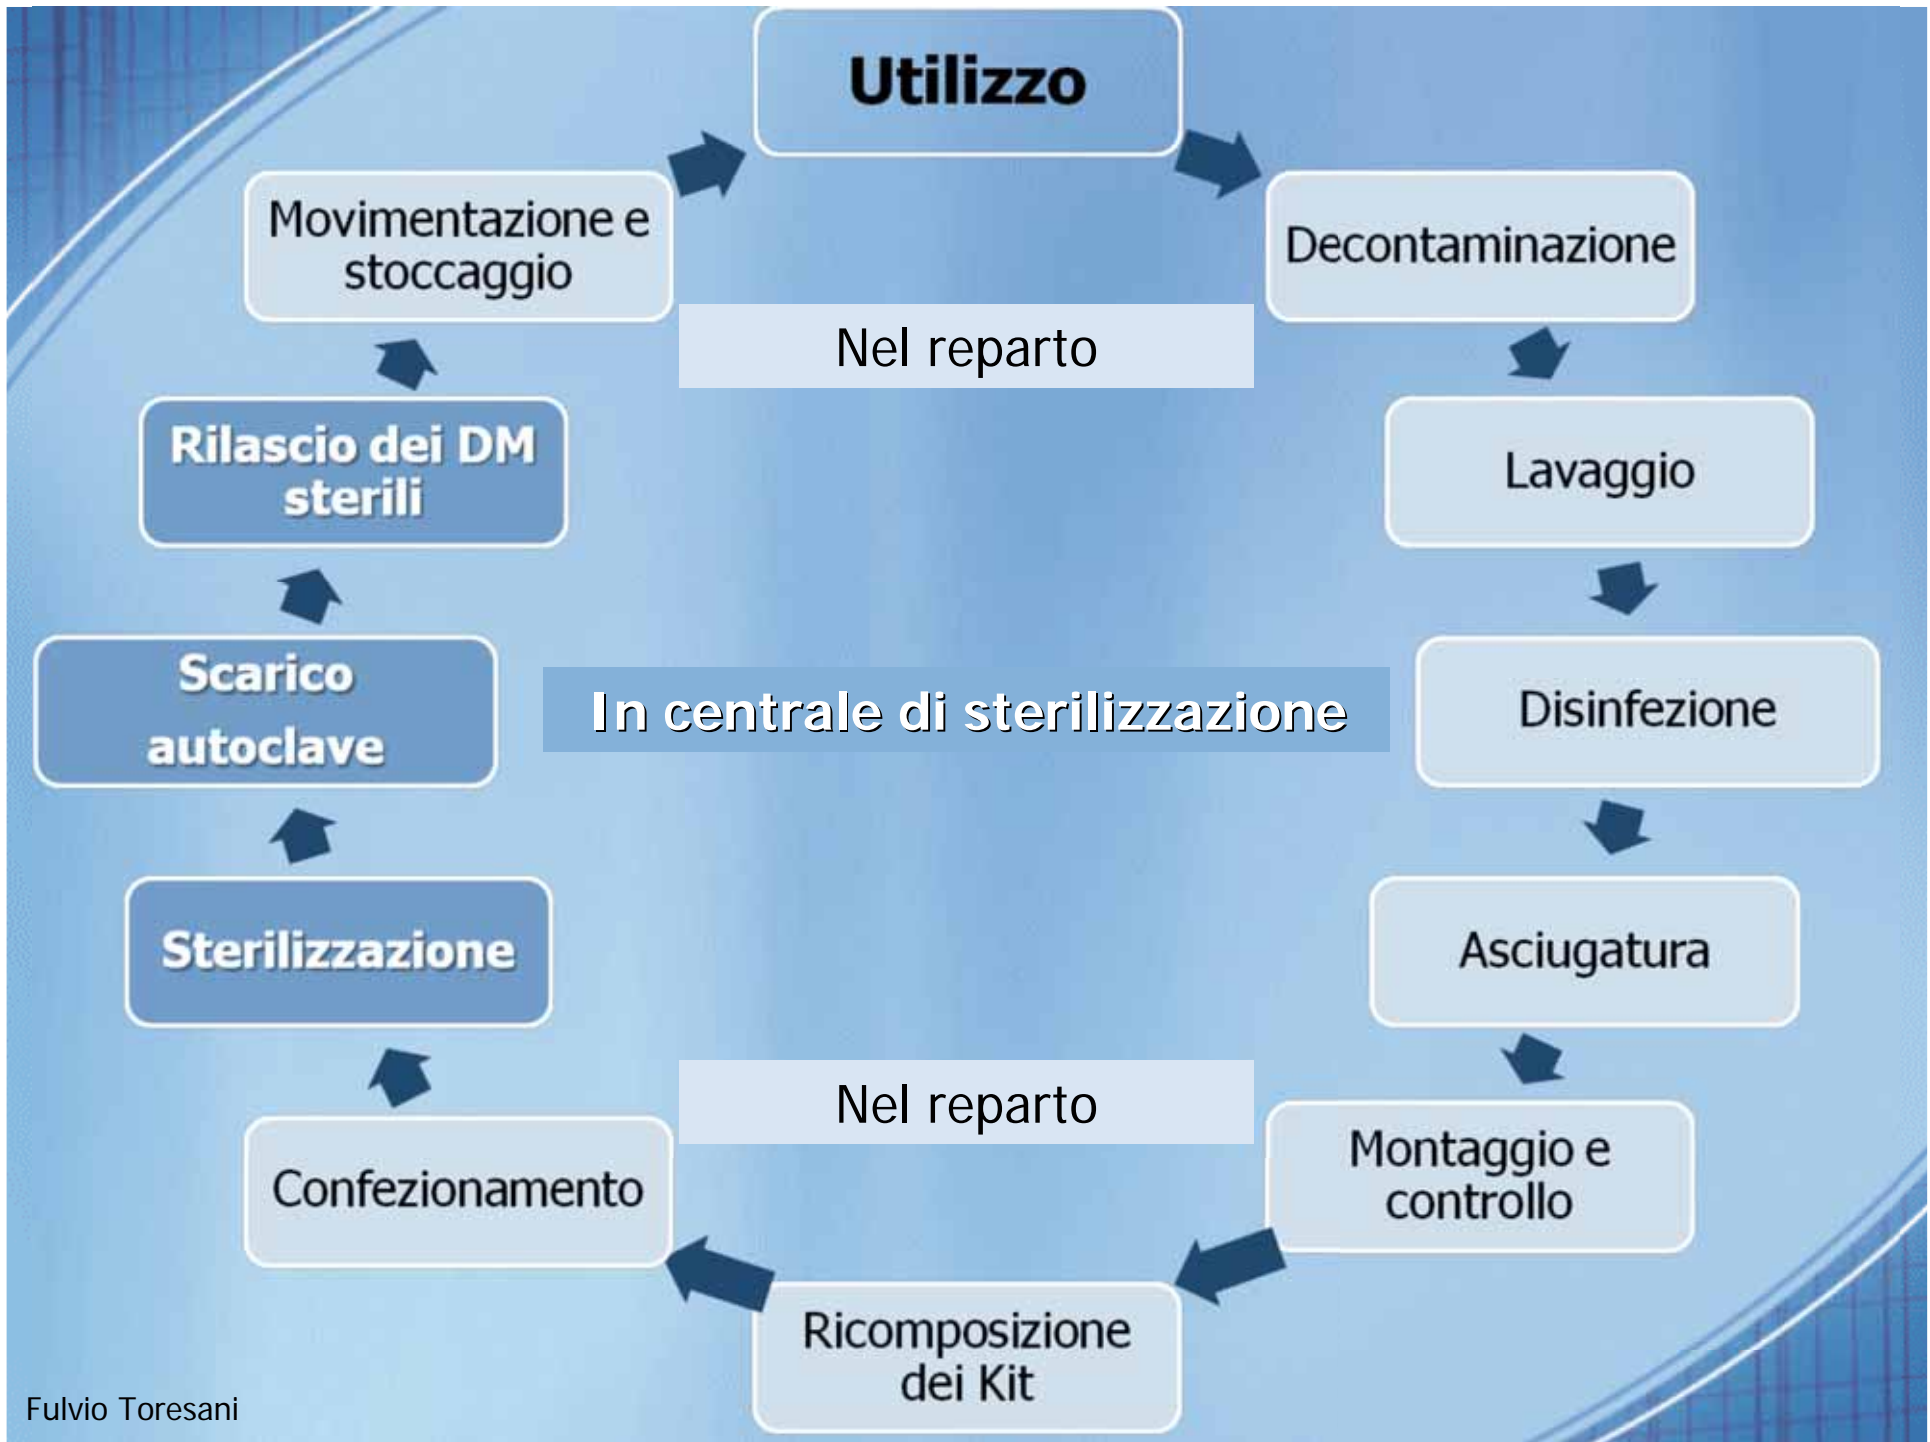 Utilizzo
Decontaminazione
Lavaggio
Disinfezione
Asciugatura
Montaggio e
controllo
Ricomposizione
dei Kit
Confezionamento
Sterilizzazione
Scarico
autoclave
Rilascio dei DM
sterili
Movimentazione e
stoccaggio
Nel reparto
In centrale di sterilizzazione
Nel reparto
Fulvio Toresani